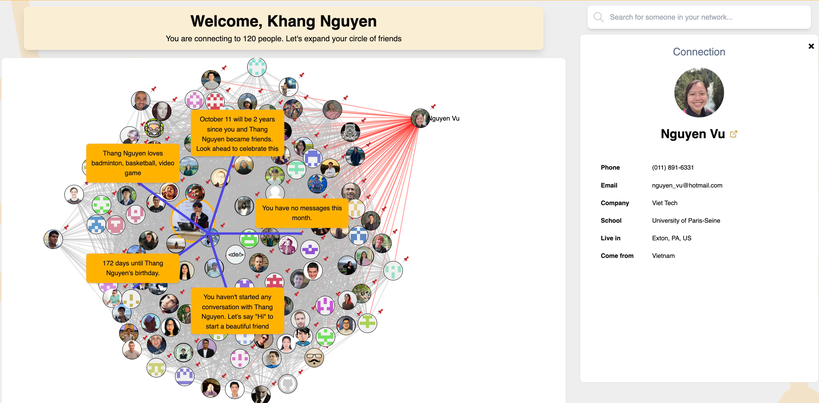 Welcome, Khang Nguyen
You are connecting to 120 people. Let's expand your circle of friends
Search for someone in your network...
Connection
Nguyen Vu
Phone (011) 891-6331
Email nguyen_vu@hotmail.com
Company Viet Tech
School University of Paris-Seine
Live in Exton, PA, US
Come from Vietnam
Nguyen Vu
October 11 will be 2 years
since you and Thang
Nguyen became friends.
Look ahead to celebrate this
Thang Nguyen loves
badminton, basketball, video
game
You have no messages this
month.
172 days until Thang
Nguyen's birthday.
You haven't started any
conversation with Thang
Nguyen. Let's say "Hi" to
start a beautiful friend